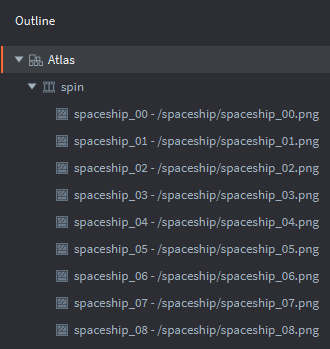 Outline
Atlas
spin
spaceship_00 - /spaceship/spaceship_00.png
spaceship_01 - /spaceship/spaceship_01.png
spaceship_02 - /spaceship/spaceship_02.png
spaceship_03 - /spaceship/spaceship_03.png
spaceship_04 - /spaceship/spaceship_04.png
spaceship_05 - /spaceship/spaceship_05.png
spaceship_06 - /spaceship/spaceship_06.png
spaceship_07 - /spaceship/spaceship_07.png
spaceship_08 - /spaceship/spaceship_08.png